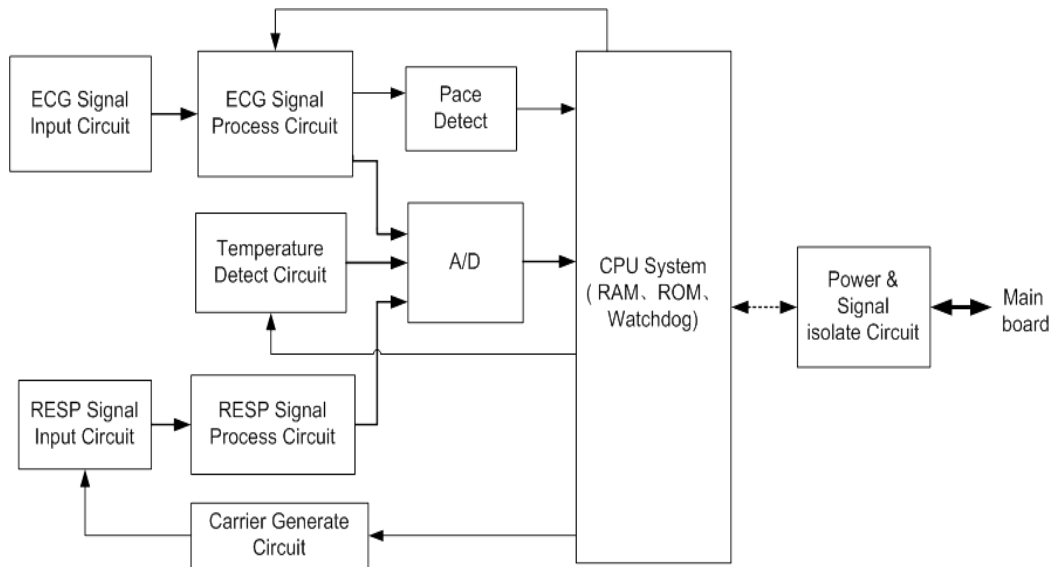 ECG Signal
Input Circuit
ECG Signal
Process Circuit
Pace
Detect
Temperature
Detect Circuit
A/D
CPU System
( RAM、ROM、
Watchdog)
Power &
Signal
isolate Circuit
Main
board
RESP Signal
Input Circuit
RESP Signal
Process Circuit
Carrier Generate
Circuit